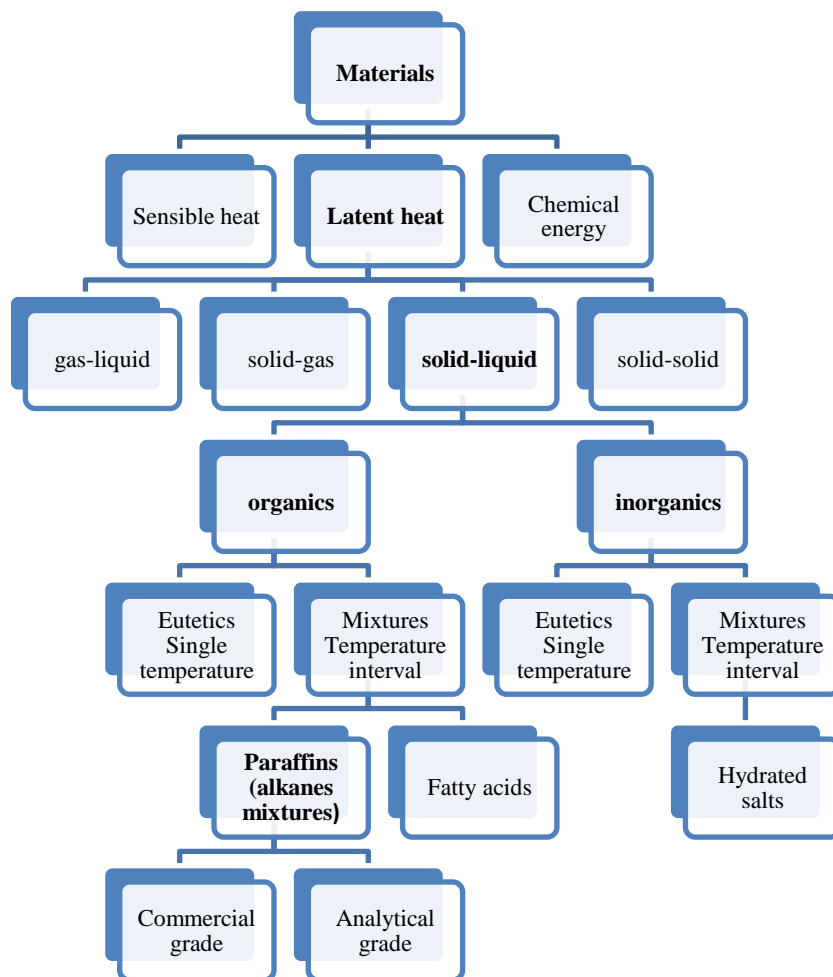 Materials
Sensible heat
Latent heat
Chemical
energy
gas-liquid
solid-gas
solid-liquid
solid-solid
organics
inorganics
Eutetics
Single
temperature
Mixtures
Temperature
interval
Eutetics
Single
temperature
Mixtures
Temperature
interval
Paraffins
(alkanes
mixtures)
Fatty acids
Hydrated
salts
Commercial
grade
Analytical
grade